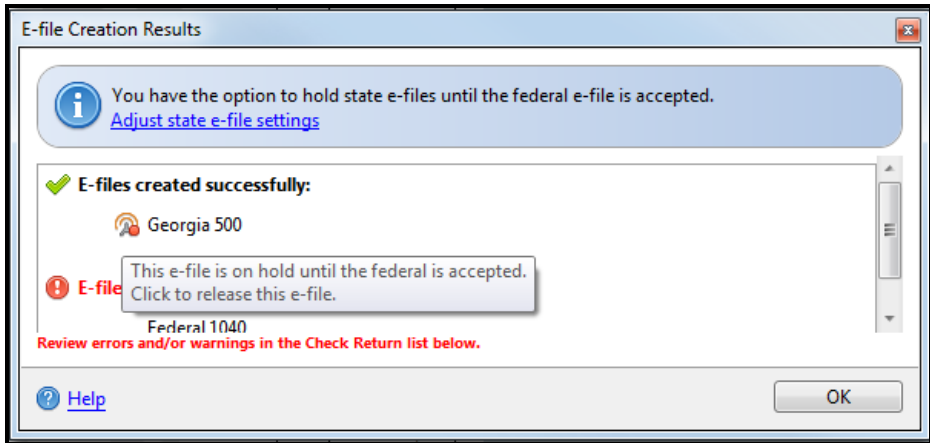 E-file Creation Results
You have the option to hold state e-files until the federal e-file is accepted.
Adjust state e-file settings
E-files created successfully:
Georgia 500
This e-file is on hold until the federal is accepted.
Click to release this e-file.
E-file
Federal 1040
Review errors and/or warnings in the Check Return list below.
Help
OK